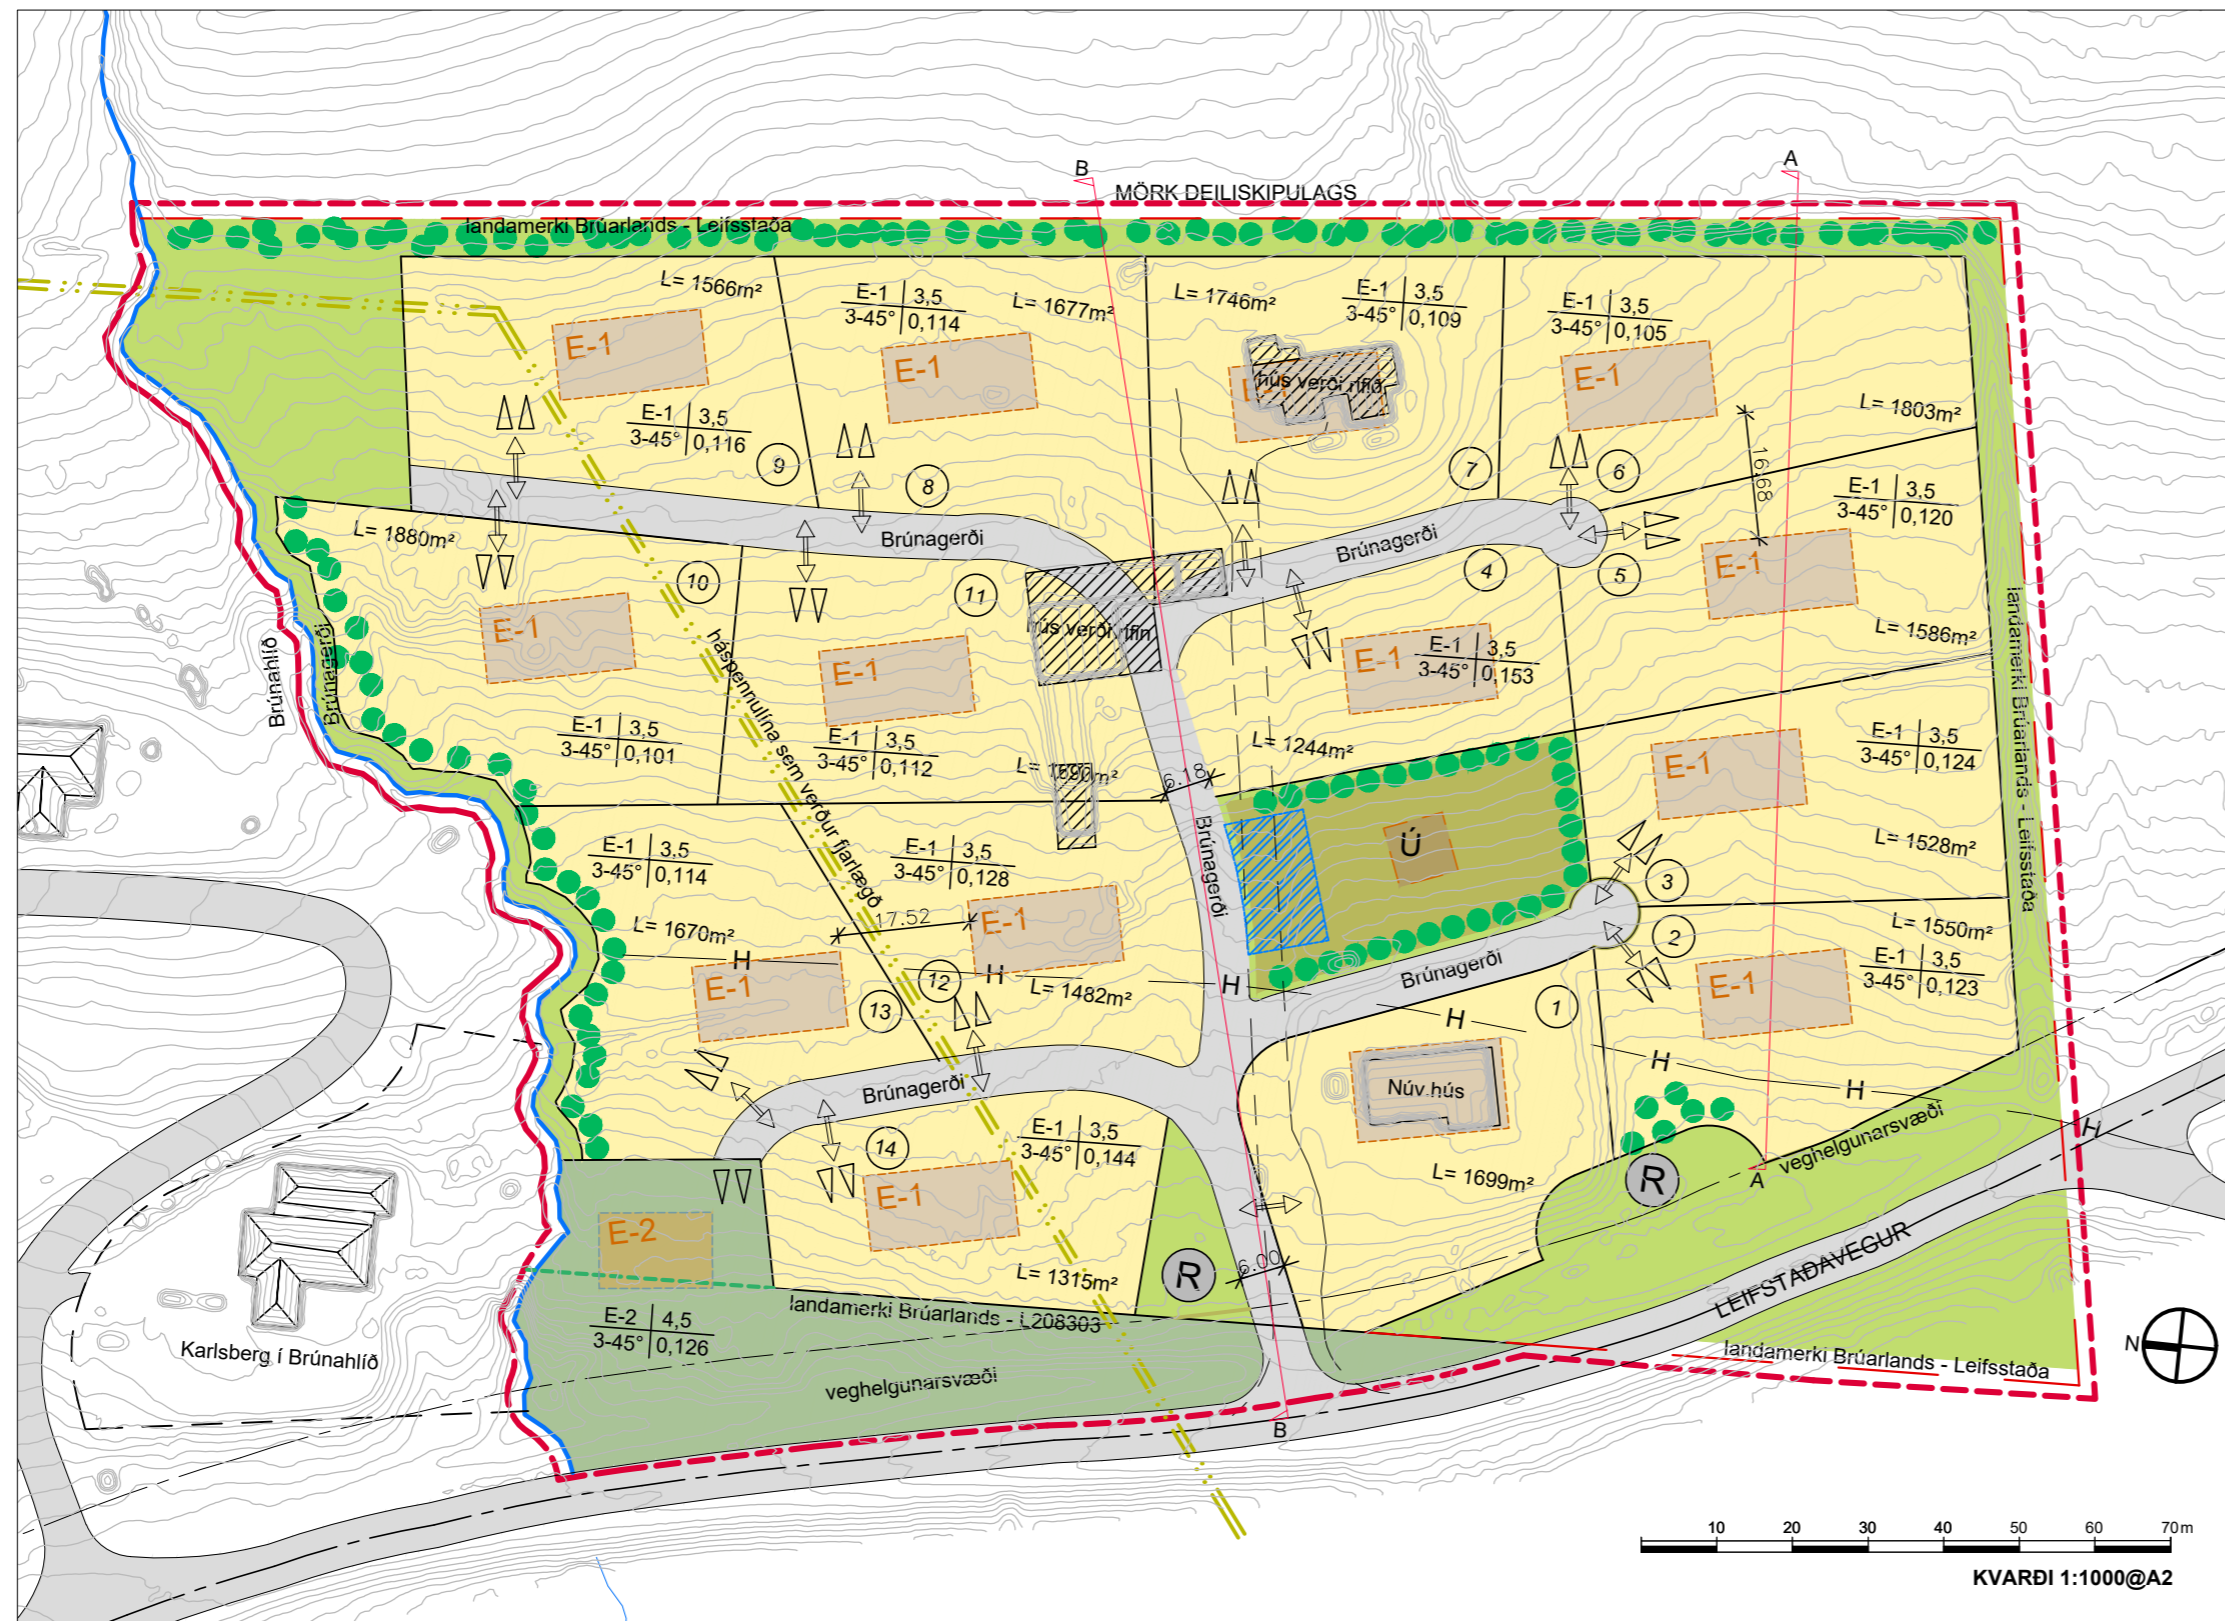 B
A
MÖRK DEILISKIPULAGS
landamerki Brúarlands - Leifsstaða
L= 1566m²
E-1 3,5
3-45° 0,114
L= 1677m²
L= 1746m²
E-1 3,5
3-45° 0,109
E-1 3,5
3-45° 0,105
E-1
E-1
hús verði rifið
E-1
L= 1803m²
E-1 3,5
3-45° 0,116
9
8
7
6
16.68
E-1 3,5
3-45° 0,120
L= 1880m²
Brúnagerði
Brúnagerði
10
11
4
5
E-1
E-1
hús verði rifin
E-1
E-1 3,5
3-45° 0,153
E-1
L= 1586m²
Brúnahlíð
Brúnagerði
háspennulína sem verður fjarlægð
landamerki Brúarlands - Leifsstaða
E-1 3,5
3-45° 0,101
E-1 3,5
3-45° 0,112
L= 1590m²
6.18
L= 1244m²
E-1
E-1 3,5
3-45° 0,124
Brúnagerði
Ú
L= 1528m²
E-1 3,5
3-45° 0,114
E-1 3,5
3-45° 0,128
3
L= 1670m²
17.52
E-1
L= 1550m²
2
E-1 3,5
3-45° 0,123
H
E-1
12
H
L= 1482m²
H
Brúnagerði
E-1
13
1
H
H
H
H
Brúnagerði
Núv.hús
veghelgunarsvæði
14
E-1 3,5
3-45° 0,144
L= 1699m²
R
A
E-1
E-2
L= 1315m²
R
6.00
LEIFSTAÐAVEGUR
landamerki Brúarlands - L208303
E-2 4,5
3-45° 0,126
Karlsberg í Brúnahlíð
veghelgunarsvæði
landamerki Brúarlands - Leifsstaða
N
B
10 20 30 40 50 60 70m
KVARÐI 1:1000@A2